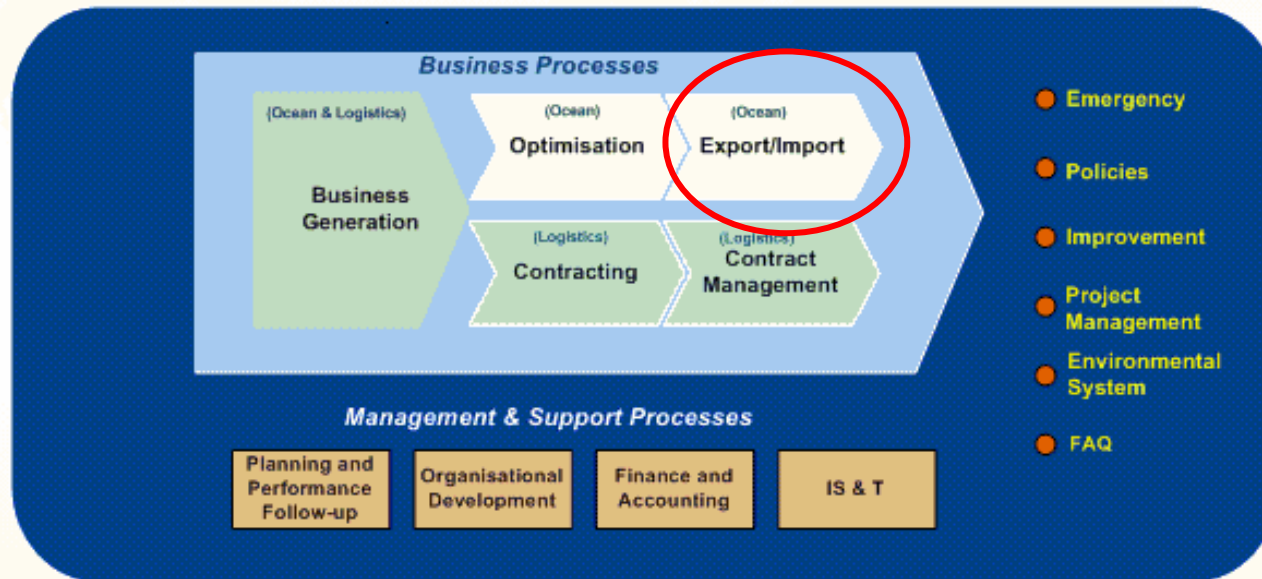 Business Processes
(Ocean & Logistics)
Business
Generation
(Ocean)
Optimisation
(Ocean)
Export/Import
(Logistics)
Contracting
(Logistics)
Contract
Management
Management & Support Processes
Planning and
Performance
Follow-up
Organisational
Development
Finance and
Accounting
IS & T
Emergency
Policies
Improvement
Project
Management
Environmental
System
FAQ